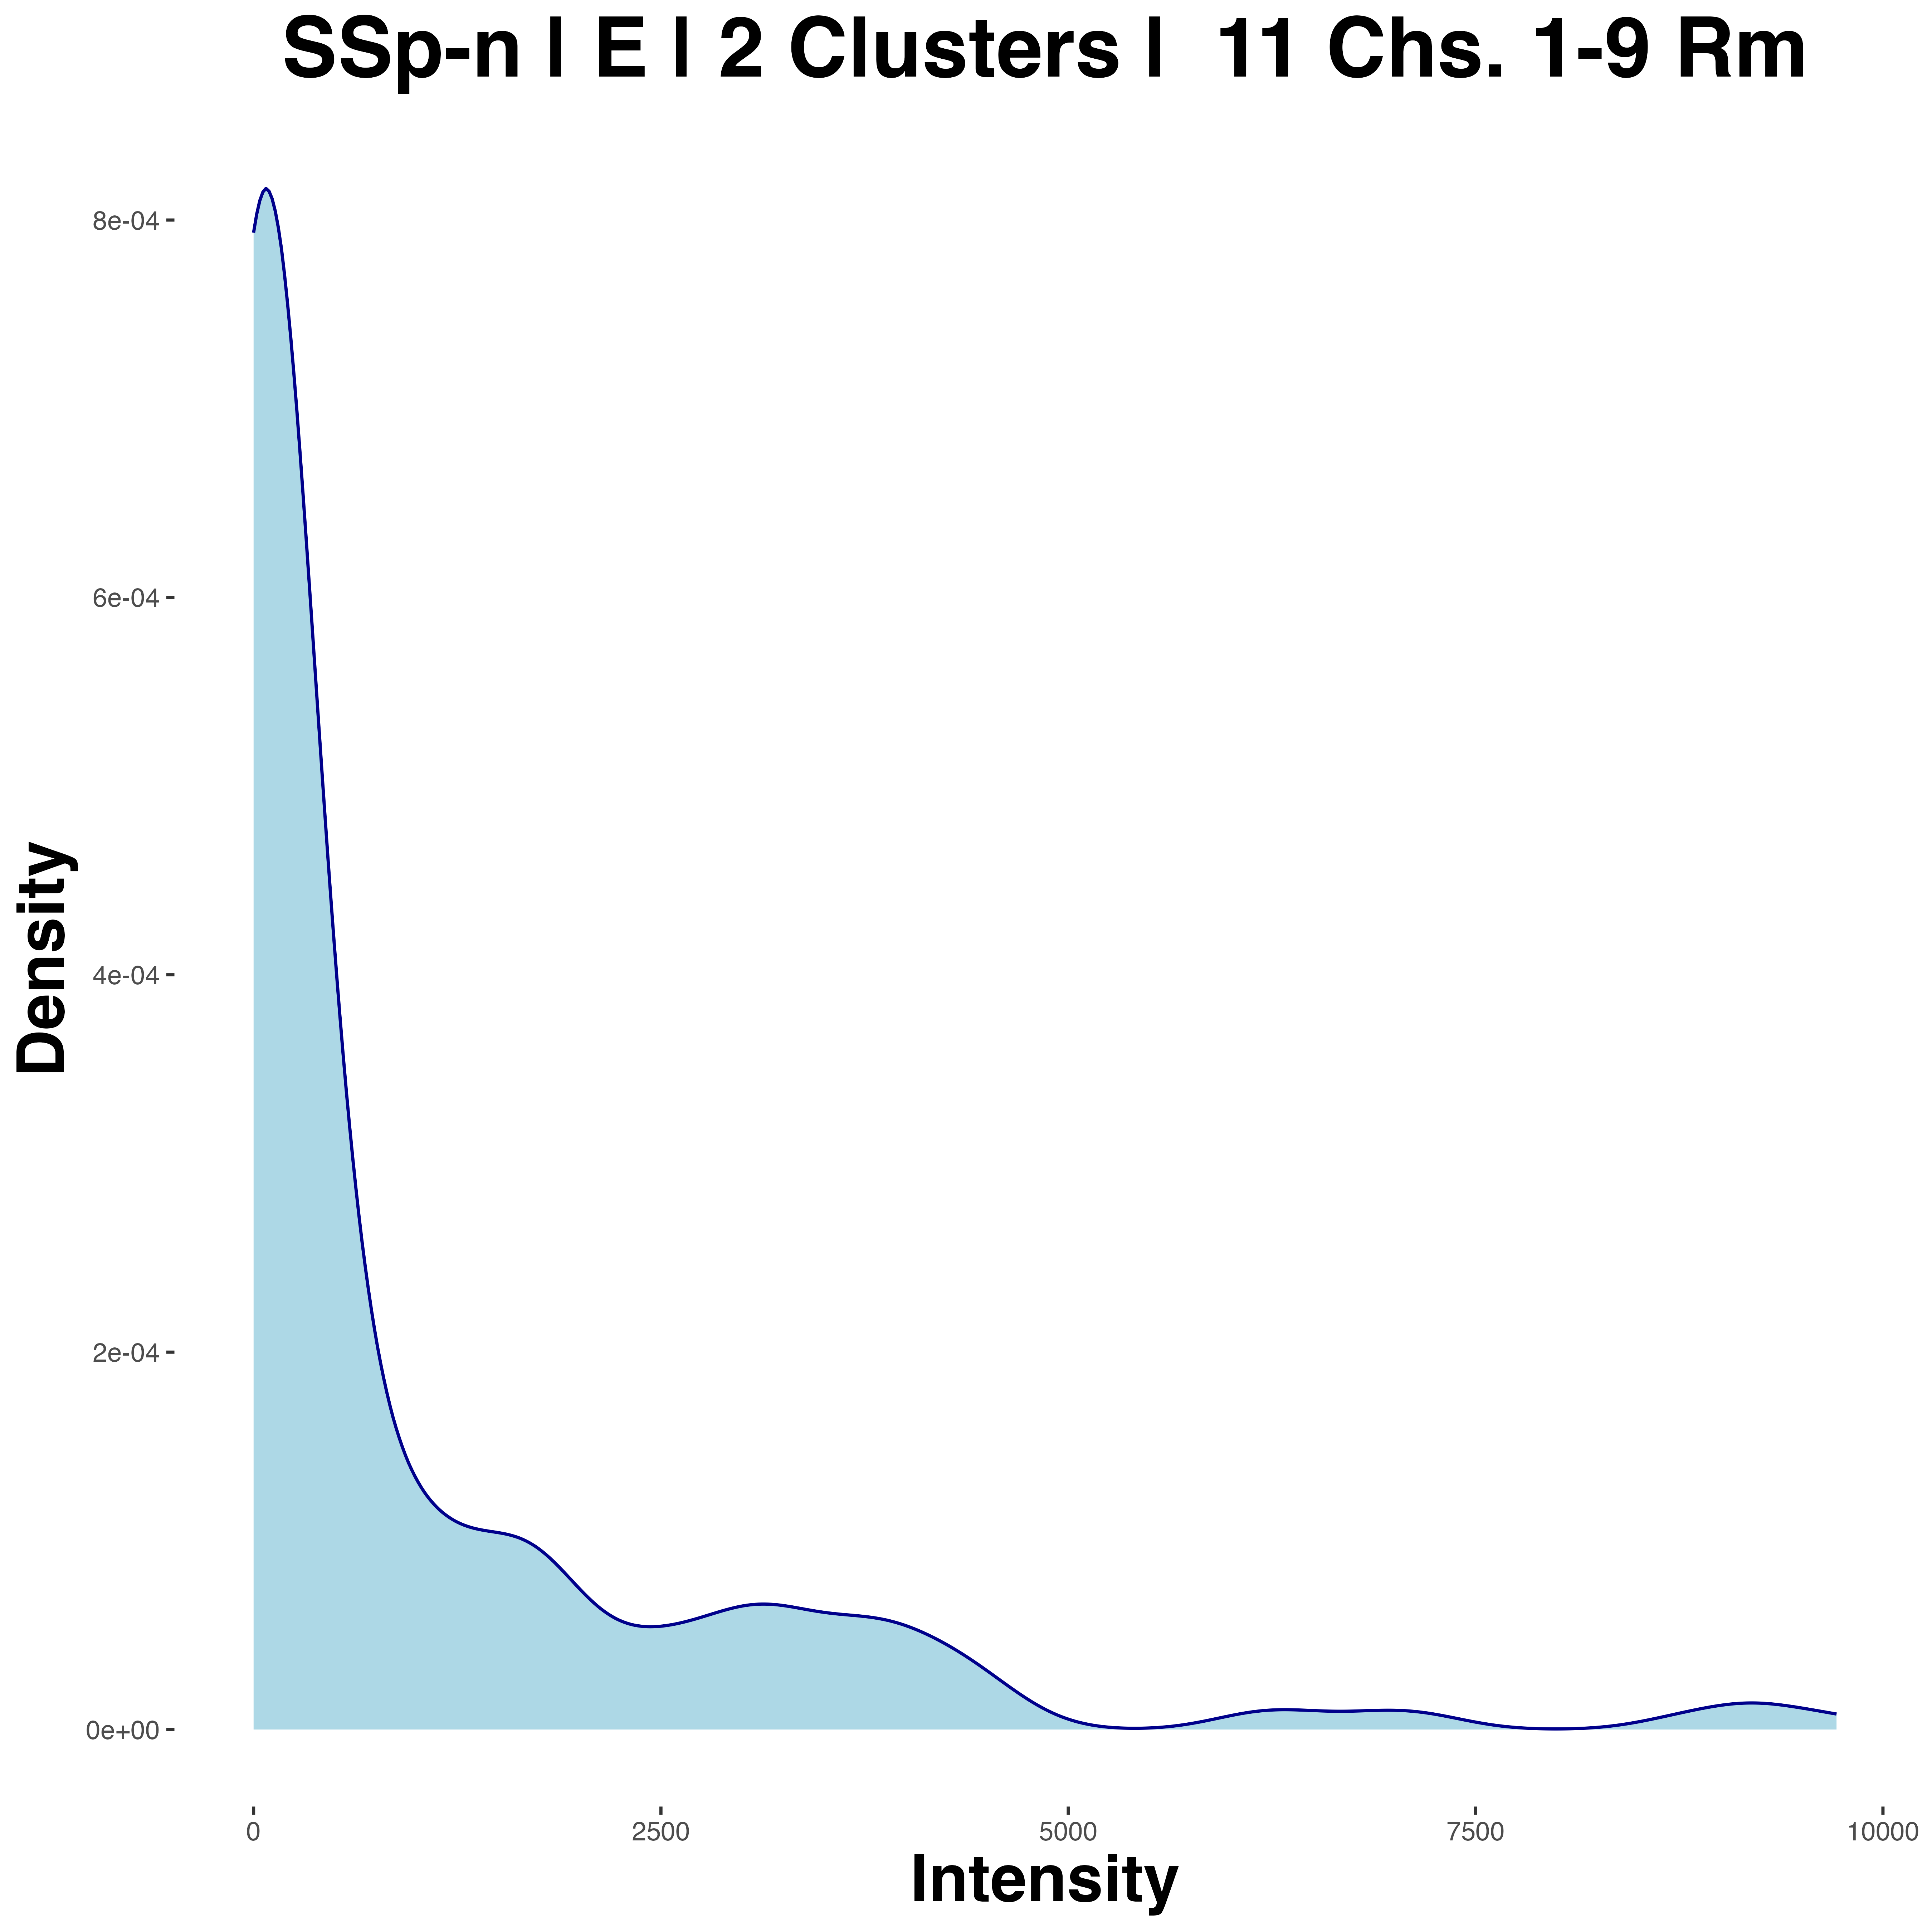 SSp-n | E | 2 Clusters |  11 Chs. 1-9 Rm
8e-04
6e-04
4e-04
2e-04
0e+00
Density
0 2500 5000 7500 10000
Intensity